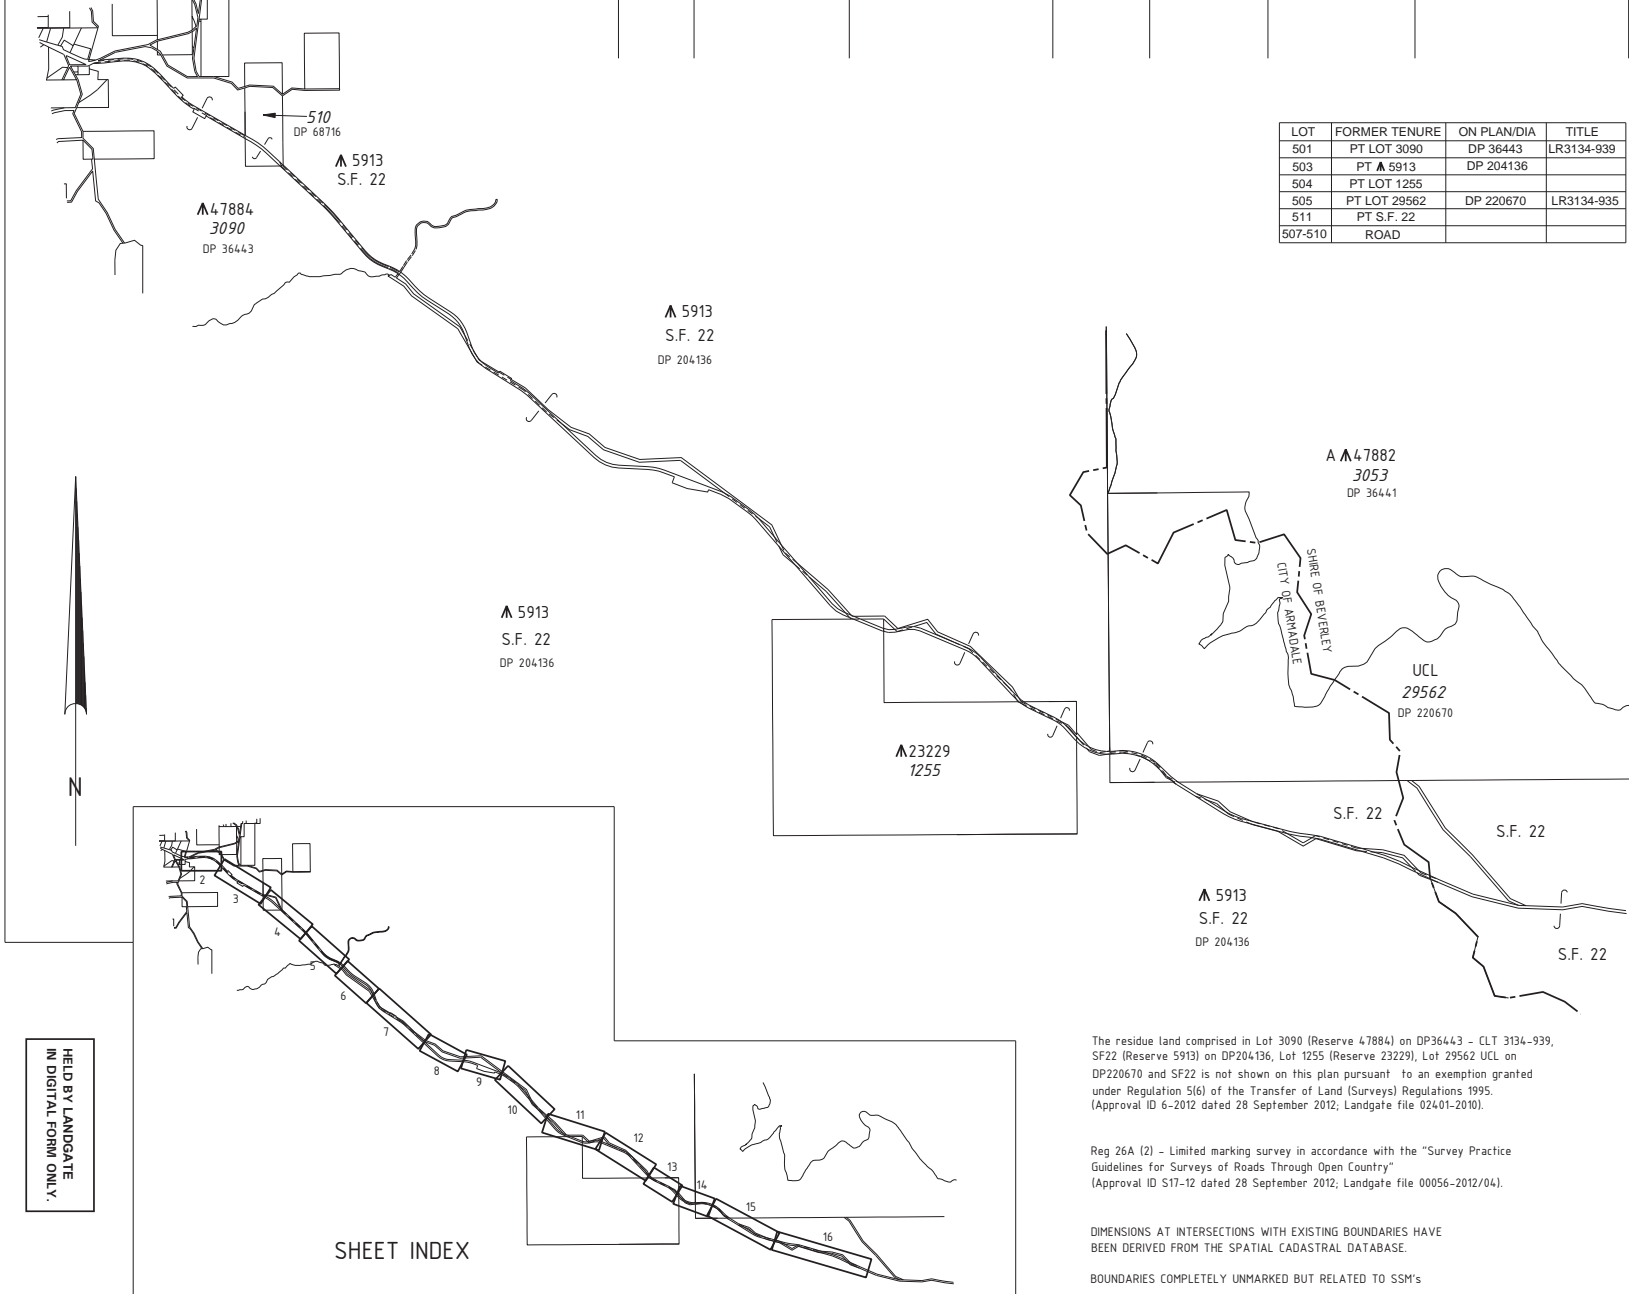 510
DP 68716
5913
S.F. 22
47884
3090
DP 36443
LOT FORMER TENURE ON PLAN/DIA TITLE
501 PT LOT 3090 DP 36443 LR3134-939
503 PT 5913 DP 204136
504 PT LOT 1255
505 PT LOT 29562 DP 220670 LR3134-935
511 PT S.F. 22
507-510 ROAD
5913
S.F. 22
DP 204136
A 47882
3053
DP 36441
SHIRE OF BEVERLEY
CITY OF ARMADALE
5913
S.F. 22
DP 204136
UCL
29562
DP 220670
23229
1255
N
S.F. 22
S.F. 22
5913
S.F. 22
DP 204136
S.F. 22
2
3
4
5
6
7
8
9
10
11
12
13
14
15
16
SHEET INDEX
HELD BY LANDGATE
IN DIGITAL FORM ONLY.
The residue land comprised in Lot 3090 (Reserve 47884) on DP36443 - CLT 3134-939,
SF22 (Reserve 5913) on DP204136, Lot 1255 (Reserve 23229), Lot 29562 UCL on
DP220670 and SF22 is not shown on this plan pursuant to an exemption granted
under Regulation 5(6) of the Transfer of Land (Surveys) Regulations 1995.
(Approval ID 6-2012 dated 28 September 2012; Landgate file 02401-2010).
Reg 26A (2) - Limited marking survey in accordance with the "Survey Practice
Guidelines for Surveys of Roads Through Open Country"
(Approval ID S17-12 dated 28 September 2012; Landgate file 00056-2012/04).
DIMENSIONS AT INTERSECTIONS WITH EXISTING BOUNDARIES HAVE
BEEN DERIVED FROM THE SPATIAL CADASTRAL DATABASE.
BOUNDARIES COMPLETELY UNMARKED BUT RELATED TO SSM's